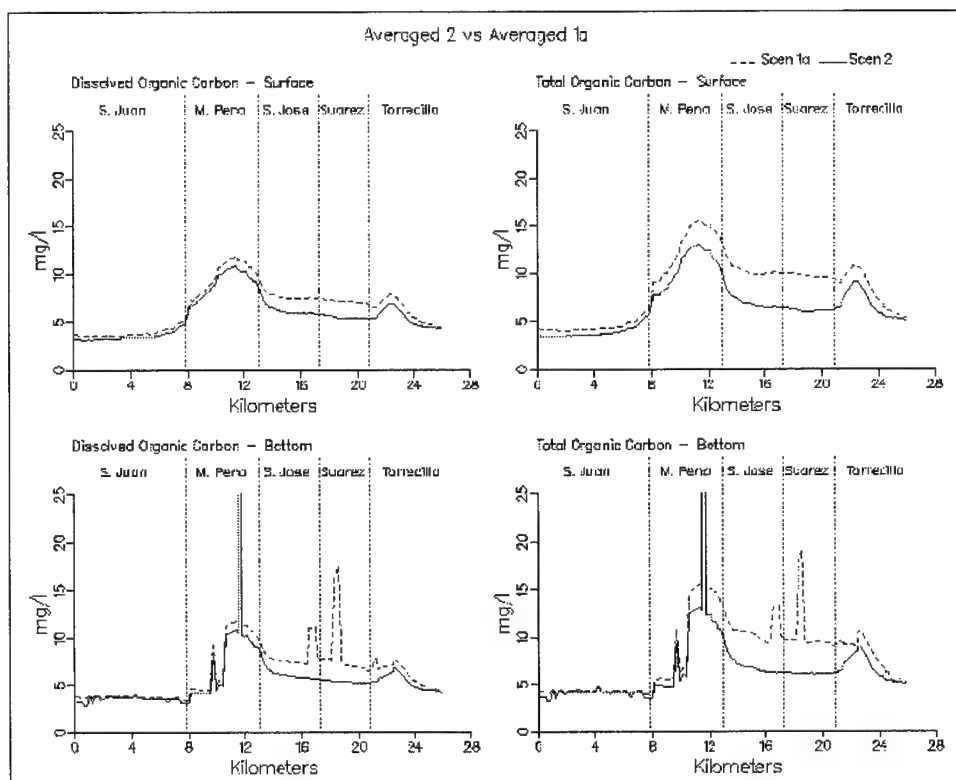 Averaged 2 vs Averaged 1a
Scen 1a Scen 2
Dissolved Organic Carbon – Surface
S. Juan M. Pena S. Jose Suarez Torrecilla
25
20
15
10
5
0
mg/l
0 4 8 12 16 20 24 28
Kilometers
Total Organic Carbon – Surface
S. Juan M. Pena S. Jose Suarez Torrecilla
25
20
15
10
5
0
mg/l
0 4 8 12 16 20 24 28
Kilometers
Dissolved Organic Carbon – Bottom
S. Juan M. Pena S. Jose Suarez Torrecilla
25
20
15
10
5
0
mg/l
0 4 8 12 16 20 24 28
Kilometers
Total Organic Carbon – Bottom
S. Juan M. Pena S. Jose Suarez Torrecilla
25
20
15
10
5
0
mg/l
0 4 8 12 16 20 24 28
Kilometers